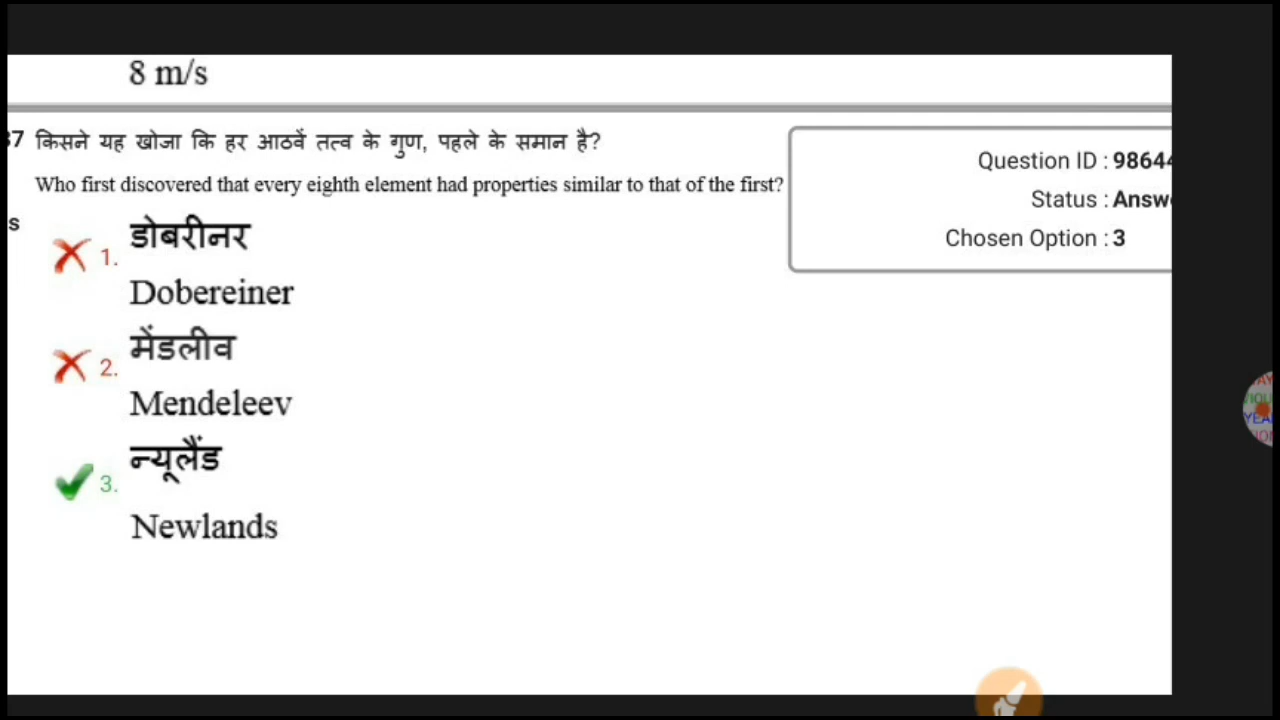 8 m/s
37 किसने यह खोजा कि हर आठवें तत्व के गुण, पहले के समान है?
Who first discovered that every eighth element had properties similar to that of the first?
s
1. डोबरीनर
Dobereiner
2. मेंडलीव
Mendeleev
3. न्यूलैंड
Newlands
Question ID : 98644
Status : Answ
Chosen Option : 3